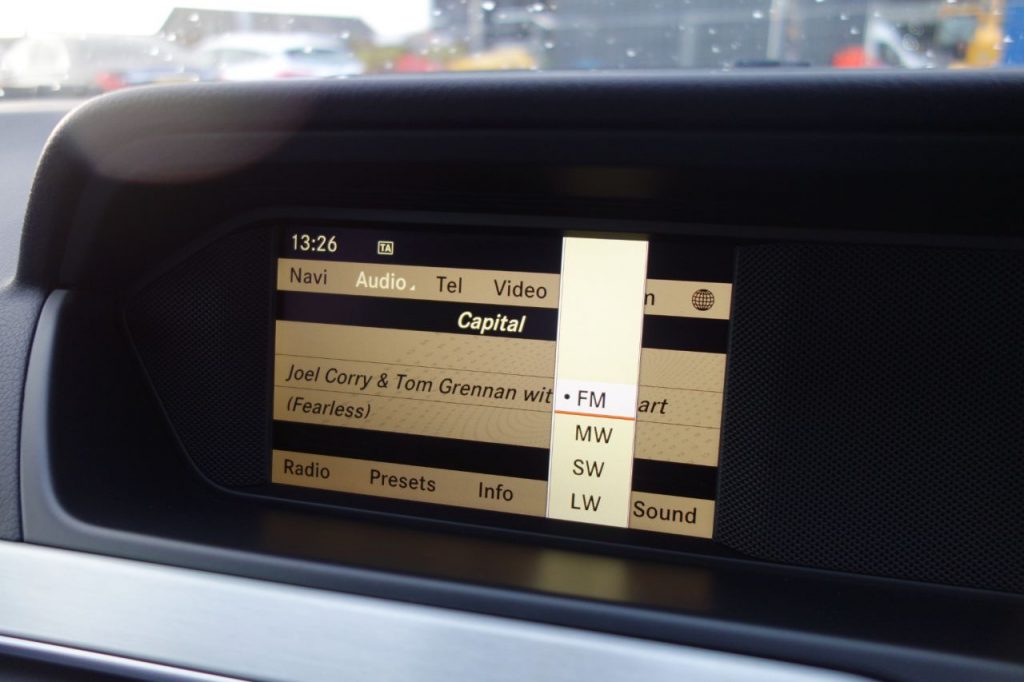 13:26 TA
Navi Audio Tel Video n
Capital
Joel Corry & Tom Grennan wit art
(Fearless)
• FM
MW
SW
LW
Radio Presets Info Sound